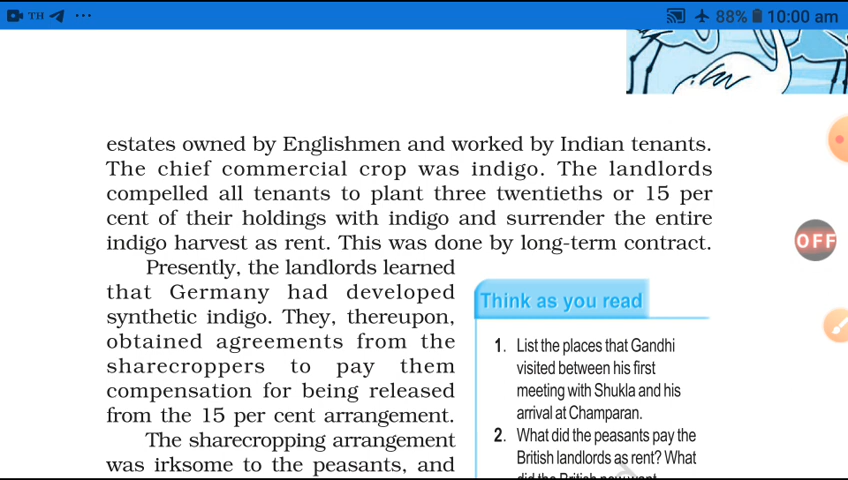 TH ... 88% 10:00 am
estates owned by Englishmen and worked by Indian tenants.
The chief commercial crop was indigo. The landlords
compelled all tenants to plant three twentieths or 15 per
cent of their holdings with indigo and surrender the entire
indigo harvest as rent. This was done by long-term contract.
Presently, the landlords learned
that Germany had developed
synthetic indigo. They, thereupon,
obtained agreements from the
sharecroppers to pay them
compensation for being released
from the 15 per cent arrangement.
The sharecropping arrangement
was irksome to the peasants, and
OFF
Think as you read
1. List the places that Gandhi
visited between his first
meeting with Shukla and his
arrival at Champaran.
2. What did the peasants pay the
British landlords as rent? What
did the British now want